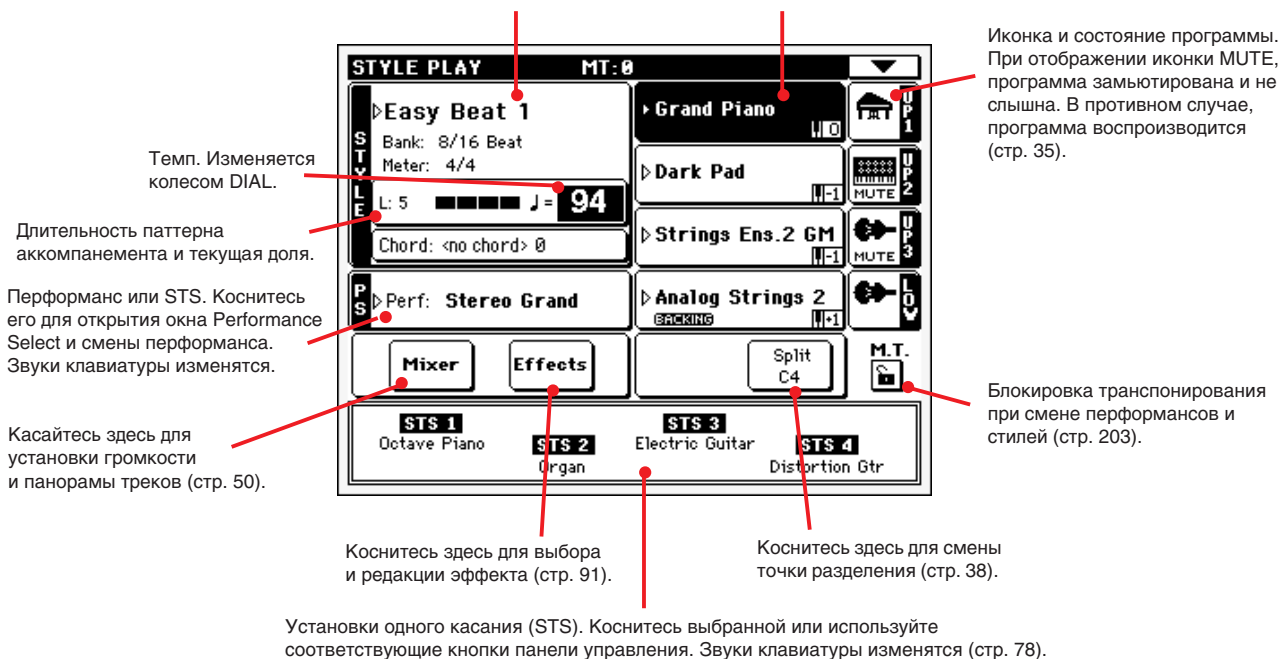 Иконка и состояние программы.
При отображении иконки MUTE,
программа замьютирована и не
слышна. В противном случае,
программа воспроизводится
(стр. 35).
STYLE PLAY MT:0
STYLE
Easy Beat 1
Bank: 8/16 Beat
Meter: 4/4
L: 5 ♩= 94
Chord: <no chord> 0
Grand Piano
0
UP1
Dark Pad
-1
MUTE
UP2
Strings Ens.2 GM
-1
MUTE
UP3
PS
Perf: Stereo Grand
Analog Strings 2
BACKING
+1
LOW
Mixer
Effects
Split
C4
M.T.
STS 1
Octave Piano
STS 2
Organ
STS 3
Electric Guitar
STS 4
Distortion Gtr
Темп. Изменяется
колесом DIAL.
Длительность паттерна
аккомпанемента и текущая доля.
Перформанс или STS. Коснитесь
его для открытия окна Performance
Select и смены перформанса.
Звуки клавиатуры изменятся.
Касайтесь здесь для
установки громкости
и панорамы треков (стр. 50).
Блокировка транспонирования
при смене перформансов и
стилей (стр. 203).
Коснитесь здесь для выбора
и редакции эффекта (стр. 91).
Коснитесь здесь для смены
точки разделения (стр. 38).
Установки одного касания (STS). Коснитесь выбранной или используйте
соответствующие кнопки панели управления. Звуки клавиатуры изменятся (стр. 78).